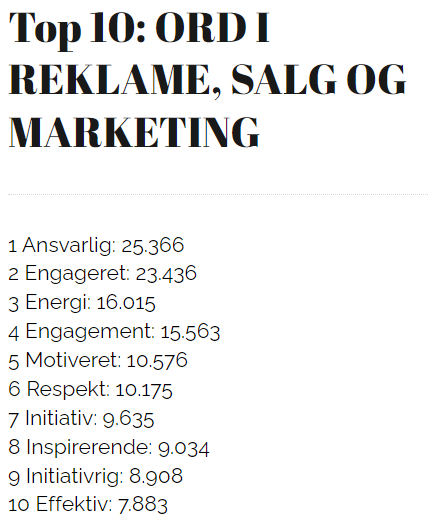 Top 10: ORD I
REKLAME, SALG OG
MARKETING
1 Ansvarlig: 25.366
2 Engageret: 23.436
3 Energi: 16.015
4 Engagement: 15.563
5 Motiveret: 10.576
6 Respekt: 10.175
7 Initiativ: 9.635
8 Inspirerende: 9.034
9 Initiativrig: 8.908
10 Effektiv: 7.883